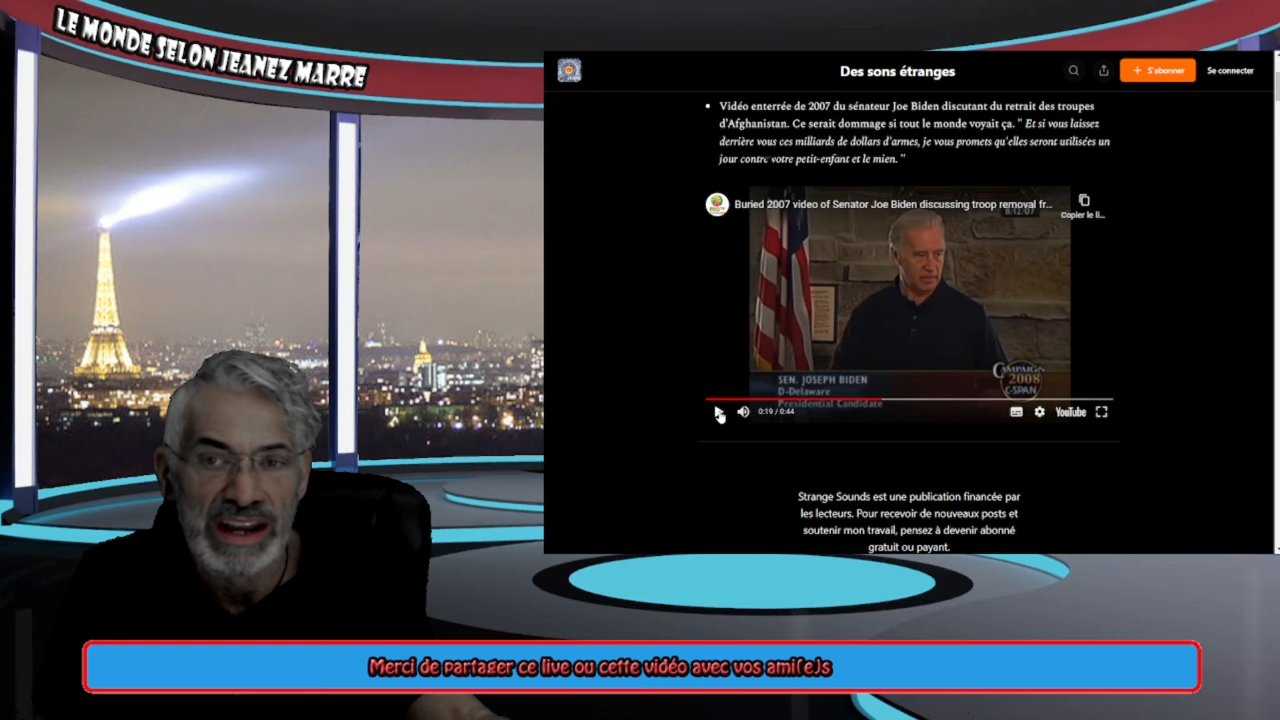 LE MONDE SELON JEANEZ MARRE
Des sons étranges
S'abonner
Se connecter
Vidéo enterrée de 2007 du sénateur Joe Biden discutant du retrait des troupes
d'Afghanistan. Ce serait dommage si tout le monde voyait ça. " Et si vous laissez
derrière vous ces milliards de dollars d'armes, je vous promets qu'elles seront utilisées un
jour contre votre petit-enfant et le mien. "
Buried 2007 video of Senator Joe Biden discussing troop removal fr...
Copier le li...
SEN. JOSEPH BIDEN
D-Delaware
Presidential Candidate
CAMPAIGN
2008
C-SPAN
0:19 / 0:44
YouTube
Strange Sounds est une publication financée par
les lecteurs. Pour recevoir de nouveaux posts et
soutenir mon travail, pensez à devenir abonné
gratuit ou payant.
Merci de partager ce live ou cette vidéo avec vos ami(e)s